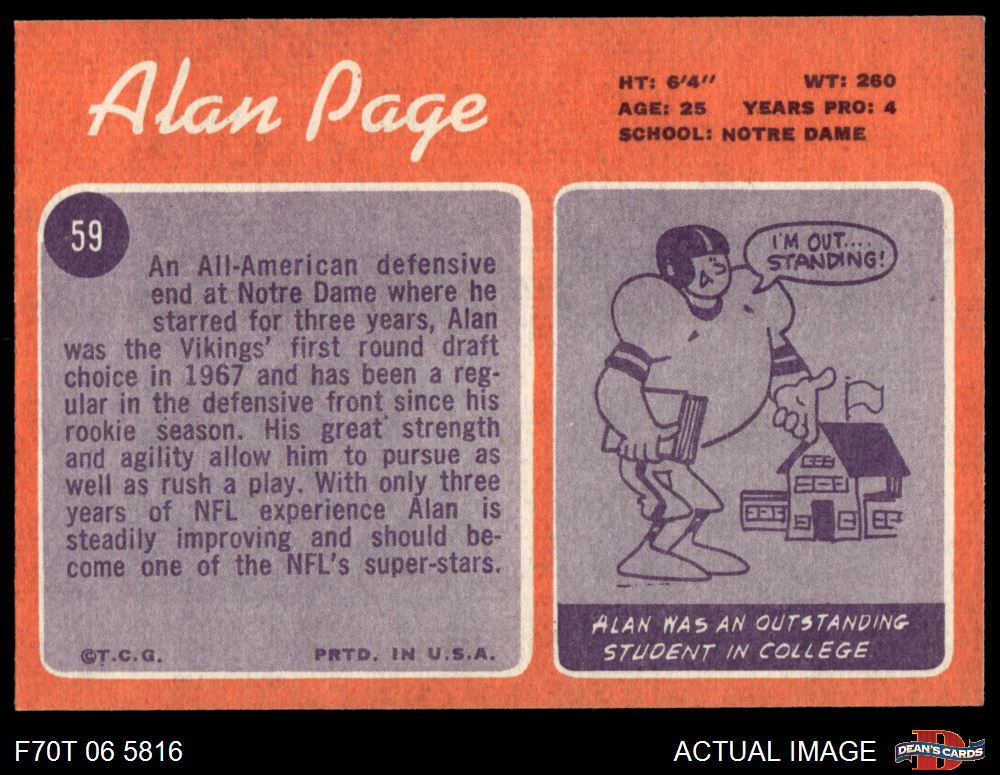 Alan Page
HT: 6'4" WT: 260
AGE: 25 YEARS PRO: 4
SCHOOL: NOTRE DAME
59
An All-American defensive
end at Notre Dame where he
starred for three years, Alan
was the Vikings' first round draft
choice in 1967 and has been a reg-
ular in the defensive front since his
rookie season. His great strength
and agility allow him to pursue as
well as rush a play. With only three
years of NFL experience Alan is
steadily improving and should be-
come one of the NFL's super-stars.
©T.C.G. PRTD. IN U.S.A.
I'M OUT....
STANDING!
ALAN WAS AN OUTSTANDING
STUDENT IN COLLEGE
F70T 06 5816
ACTUAL IMAGE
DEAN'S CARDS